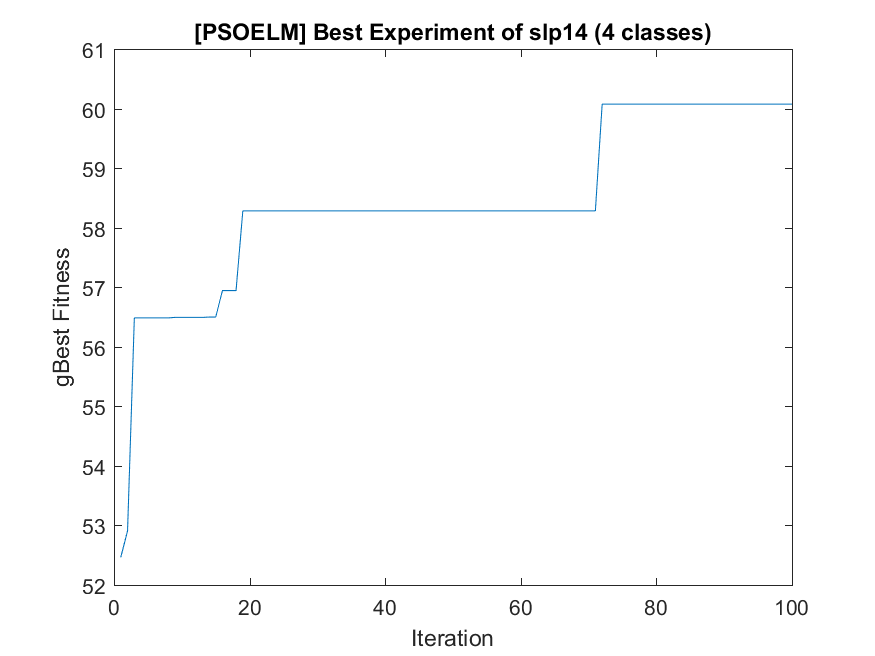 [PSOELM] Best Experiment of slp14 (4 classes)
61
60
59
58
57
56
55
54
53
52
gBest Fitness
0 20 40 60 80 100
Iteration